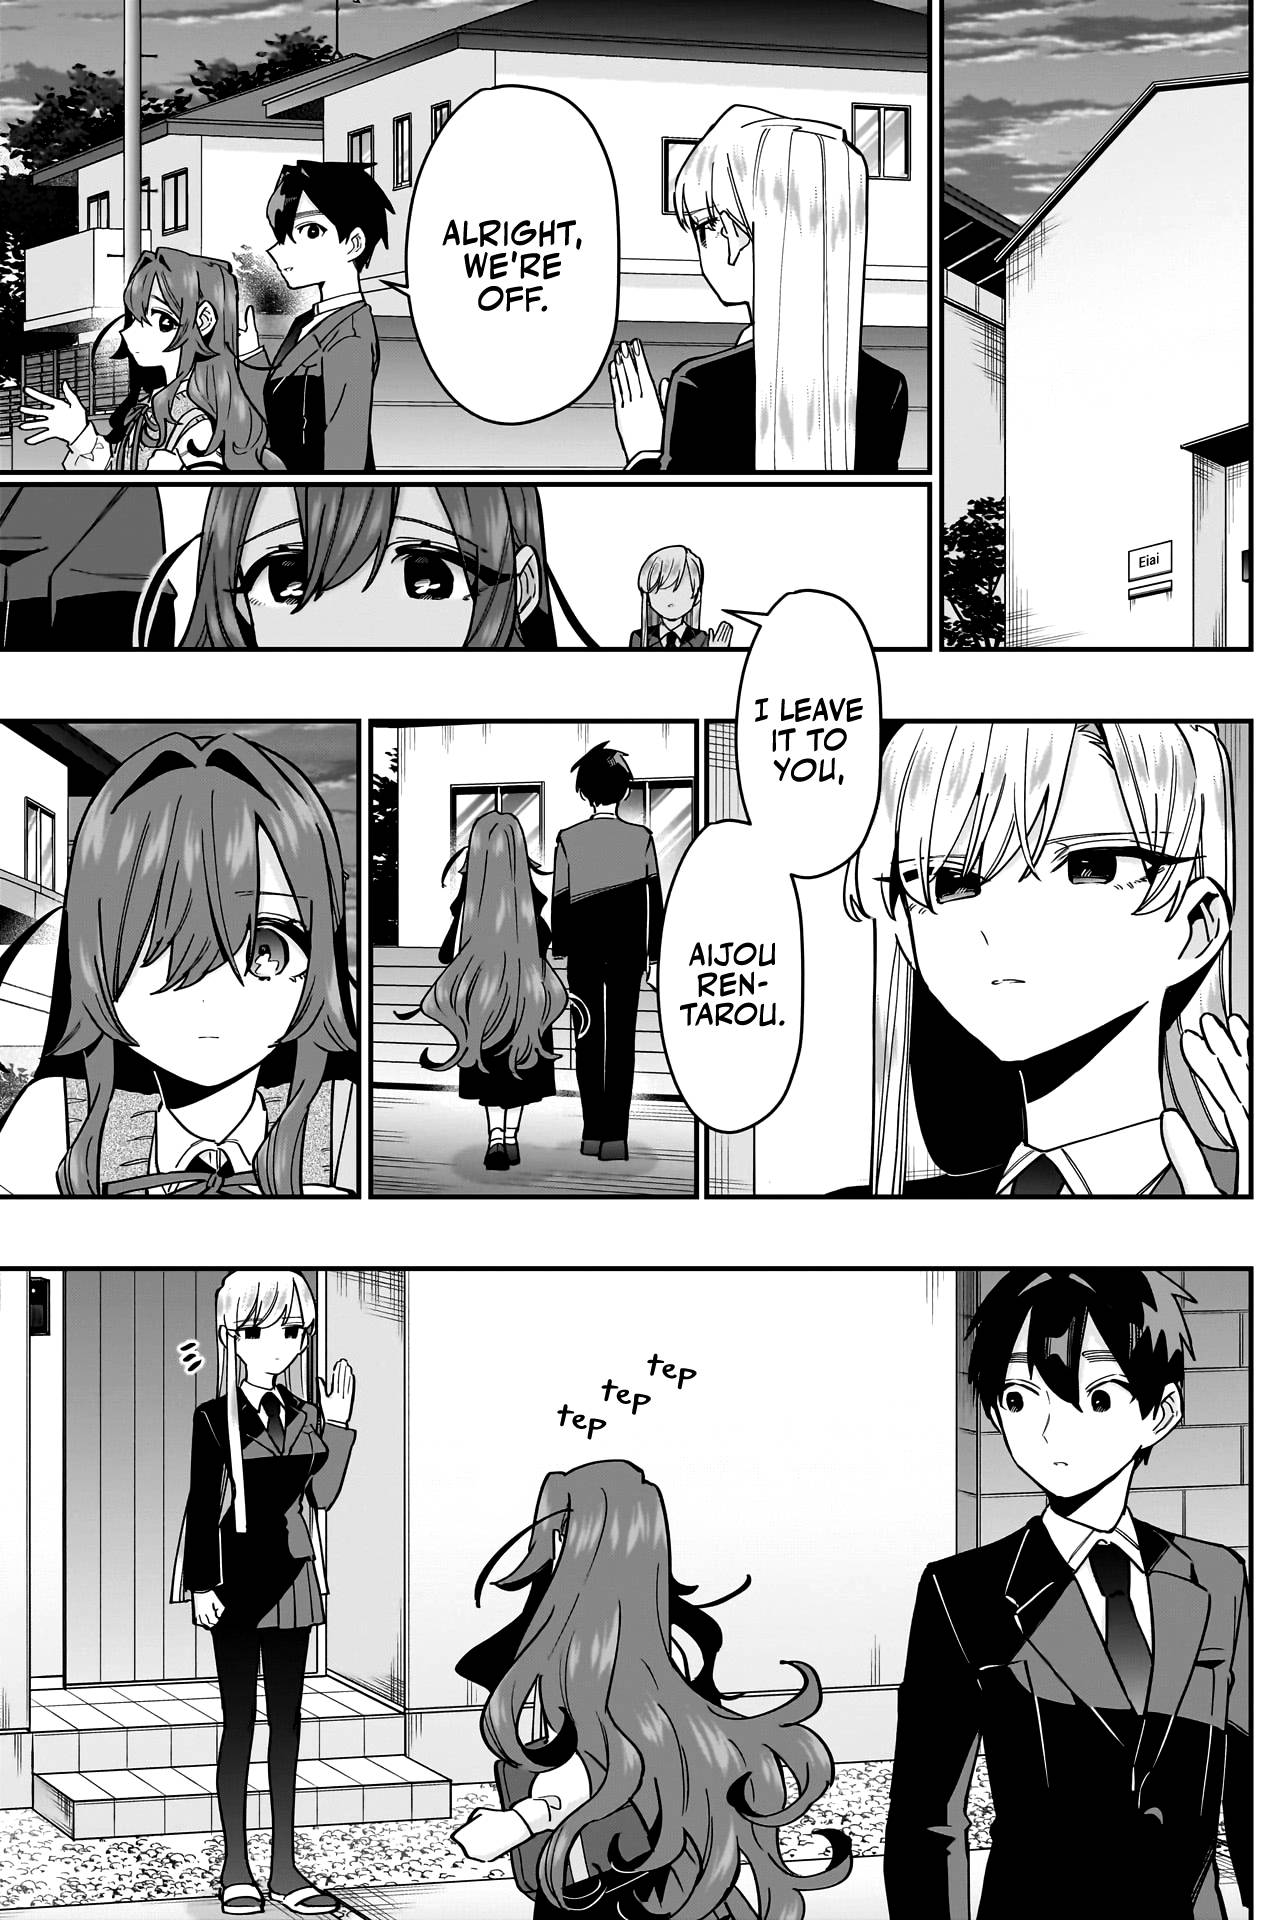 Eiai
ALRIGHT,
WE'RE
OFF.
I LEAVE
IT TO
YOU,
AIJOU
REN-
TAROU.
tep
tep
tep